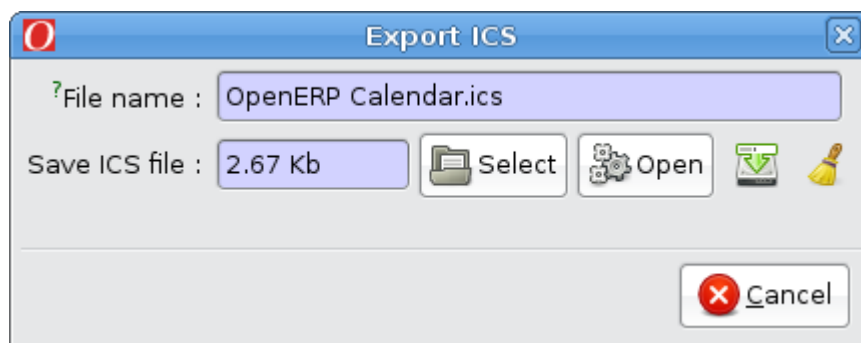 Export ICS
?File name : OpenERP Calendar.ics
Save ICS file : 2.67 Kb Select Open
Cancel